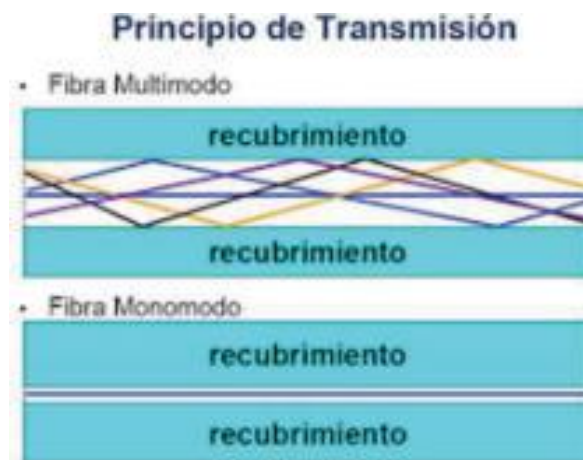 Principio de Transmisión
• Fibra Multimodo
recubrimiento
recubrimiento
• Fibra Monomodo
recubrimiento
recubrimiento